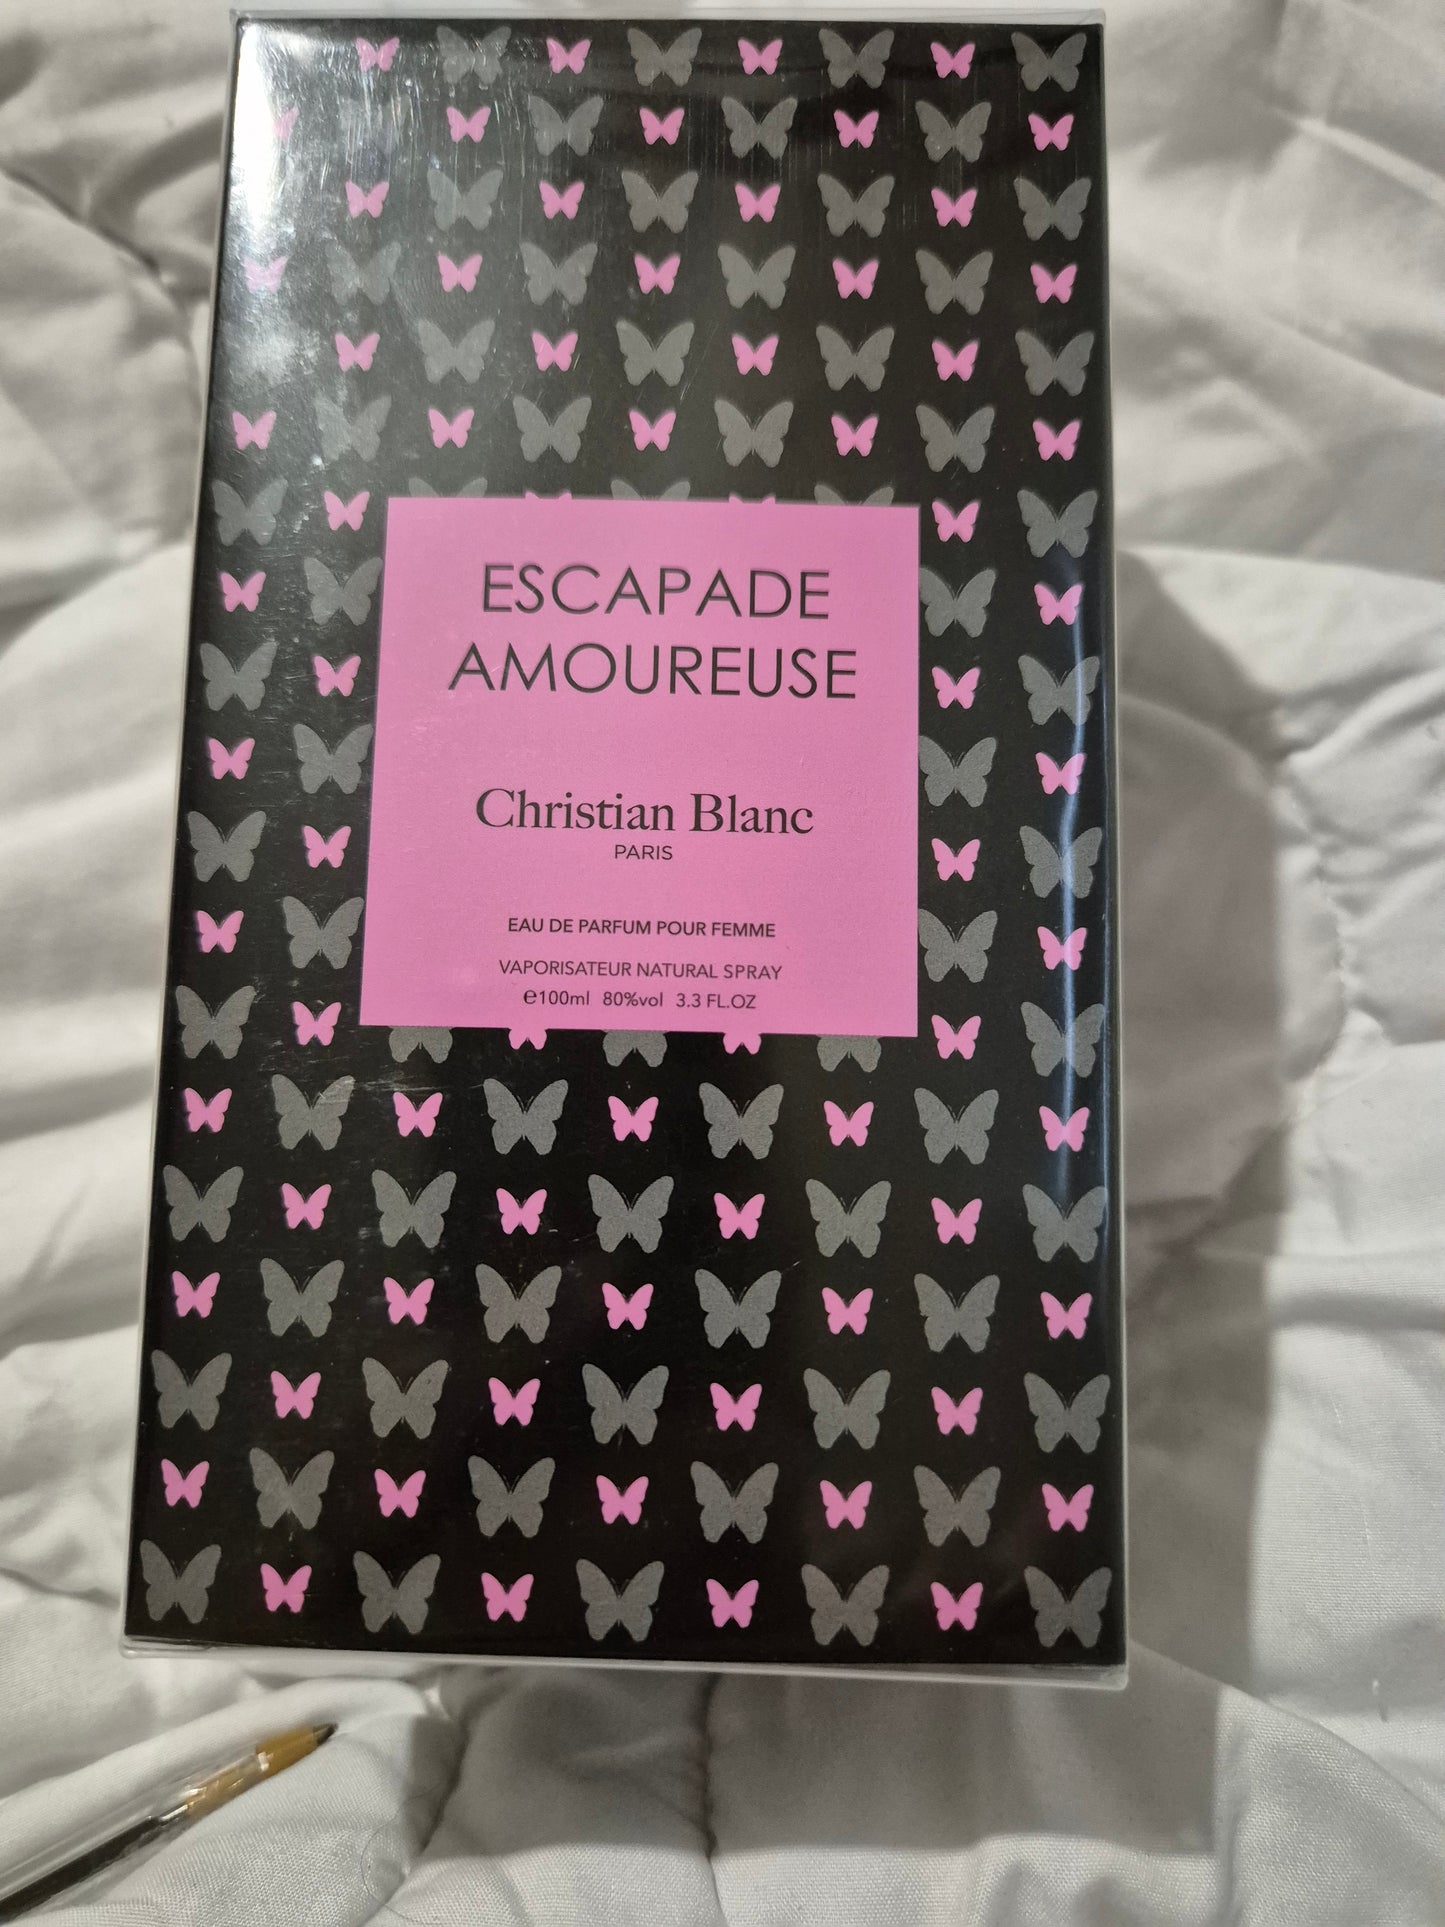 ESCAPADE
AMOUREUSE
Christian Blanc
PARIS
EAU DE PARFUM POUR FEMME
VAPORISATEUR NATURAL SPRAY
℮100ml 80%vol 3.3 FL.OZ